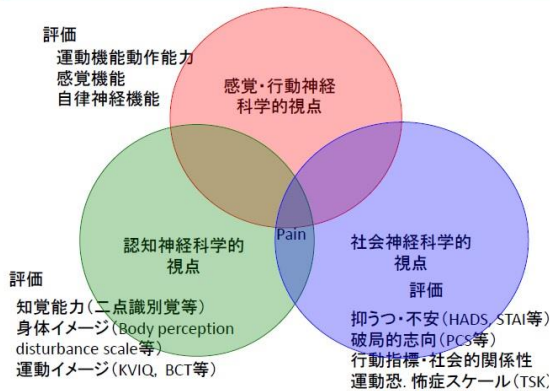 評価
運動機能動作能力
感覚機能
自律神経機能
感覚・行動神経
科学的視点
認知神経科学的
視点
Pain
社会神経科学的
視点
評価
知覚能力(二点識別覚等)
身体イメージ(Body perception
disturbance scale等)
運動イメージ(KVIQ, BCT等)
評価
抑うつ・不安(HADS, STAI等)
破局的志向(PCS等)
行動指標・社会的関係性
運動恐. 怖症スケール(TSK)